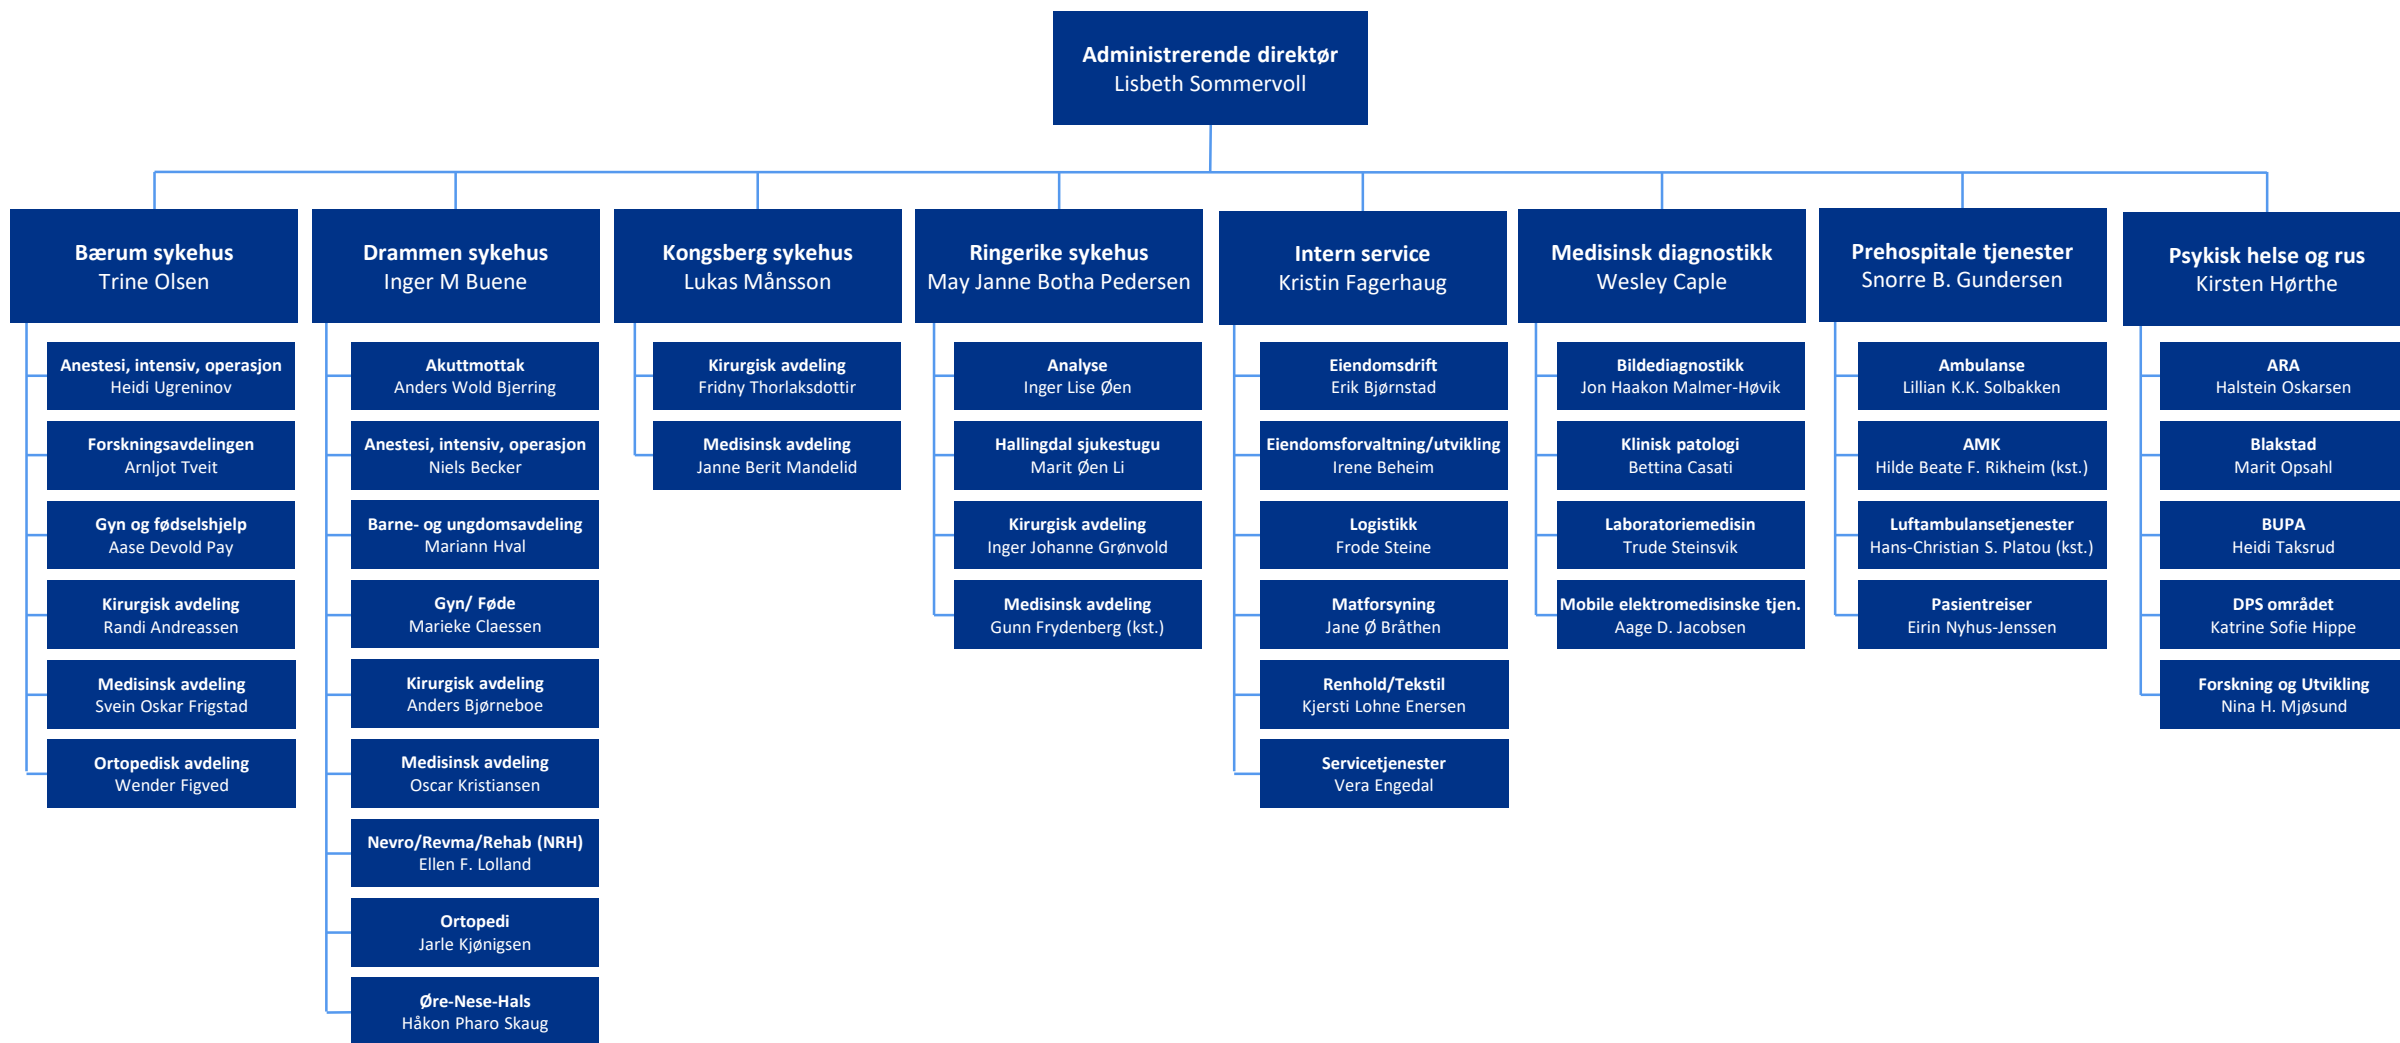 Administrerende direktør
Lisbeth Sommervoll
Bærum sykehus
Trine Olsen
Anestesi, intensiv, operasjon
Heidi Ugreninov
Forskningsavdelingen
Arnljot Tveit
Gyn og fødselshjelp
Aase Devold Pay
Kirurgisk avdeling
Randi Andreassen
Medisinsk avdeling
Svein Oskar Frigstad
Ortopedisk avdeling
Wender Figved
Drammen sykehus
Inger M Buene
Akuttmottak
Anders Wold Bjerring
Anestesi, intensiv, operasjon
Niels Becker
Barne- og ungdomsavdeling
Mariann Hval
Gyn/ Føde
Marieke Claessen
Kirurgisk avdeling
Anders Bjørneboe
Medisinsk avdeling
Oscar Kristiansen
Nevro/Revma/Rehab (NRH)
Ellen F. Lolland
Ortopedi
Jarle Kjønigsen
Øre-Nese-Hals
Håkon Pharo Skaug
Kongsberg sykehus
Lukas Månsson
Kirurgisk avdeling
Fridny Thorlaksdottir
Medisinsk avdeling
Janne Berit Mandelid
Ringerike sykehus
May Janne Botha Pedersen
Analyse
Inger Lise Øen
Hallingdal sjukestugu
Marit Øen Li
Kirurgisk avdeling
Inger Johanne Grønvold
Medisinsk avdeling
Gunn Frydenberg (kst.)
Intern service
Kristin Fagerhaug
Eiendomsdrift
Erik Bjørnstad
Eiendomsforvaltning/utvikling
Irene Beheim
Logistikk
Frode Steine
Matforsyning
Jane Ø Bråthen
Renhold/Tekstil
Kjersti Lohne Enersen
Servicetjenester
Vera Engedal
Medisinsk diagnostikk
Wesley Caple
Bildediagnostikk
Jon Haakon Malmer-Høvik
Klinisk patologi
Bettina Casati
Laboratoriemedisin
Trude Steinsvik
Mobile elektromedisinske tjen.
Aage D. Jacobsen
Prehospitale tjenester
Snorre B. Gundersen
Ambulanse
Lillian K.K. Solbakken
AMK
Hilde Beate F. Rikheim (kst.)
Luftambulansetjenester
Hans-Christian S. Platou (kst.)
Pasientreiser
Eirin Nyhus-Jenssen
Psykisk helse og rus
Kirsten Hørthe
ARA
Halstein Oskarsen
Blakstad
Marit Opsahl
BUPA
Heidi Taksrud
DPS området
Katrine Sofie Hippe
Forskning og Utvikling
Nina H. Mjøsund